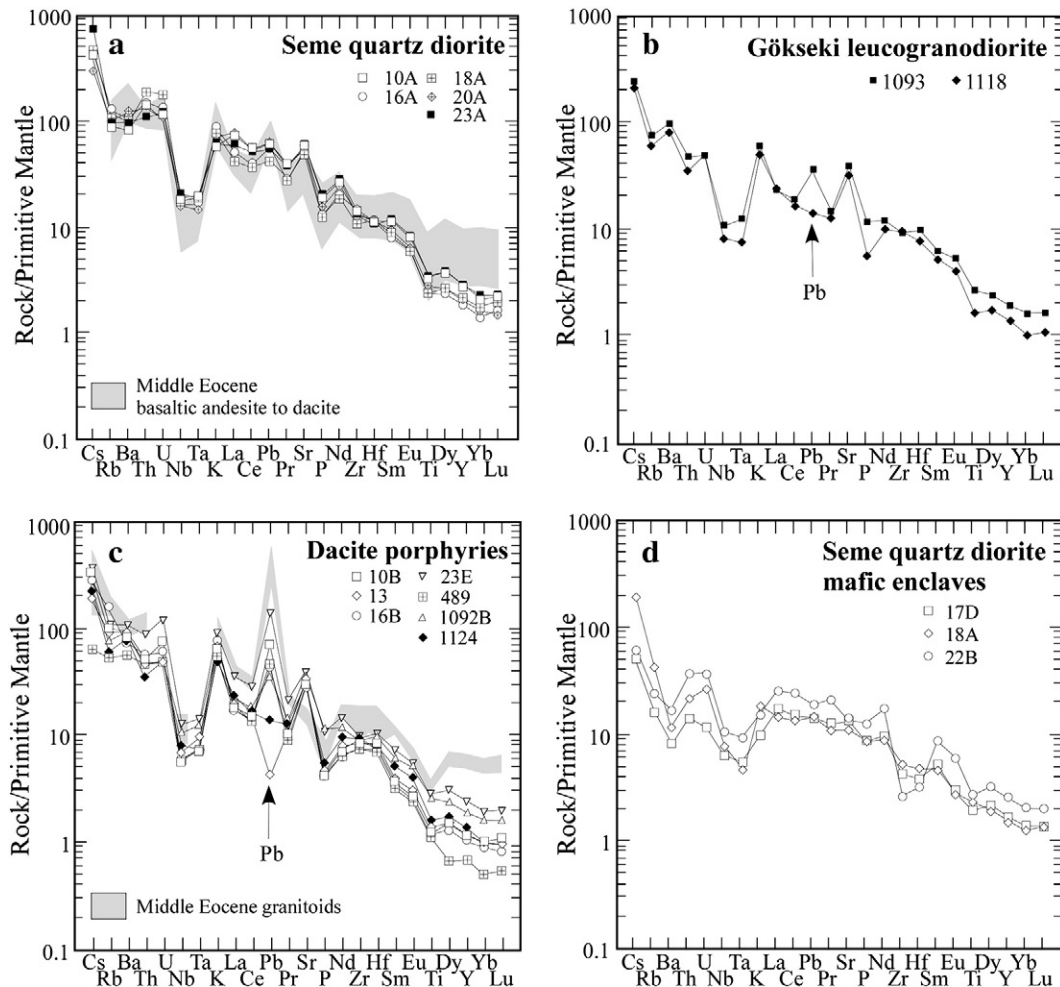 a
Seme quartz diorite
10A
18A
16A
20A
23A
Rock/Primitive Mantle
1000
100
10
1
0.1
Middle Eocene
basaltic andesite to dacite
Cs Ba U Ta La Pb Sr Nd Hf Eu Dy Yb
Rb Th Nb K Ce Pr P Zr Sm Ti Y Lu
b
Gökseki leucogranodiorite
1093
1118
Rock/Primitive Mantle
1000
100
10
1
0.1
Pb
Cs Ba U Ta La Pb Sr Nd Hf Eu Dy Yb
Rb Th Nb K Ce Pr P Zr Sm Ti Y Lu
c
Dacite porphyries
10B
23E
13
489
16B
1092B
1124
Rock/Primitive Mantle
1000
100
10
1
0.1
Pb
Middle Eocene granitoids
Cs Ba U Ta La Pb Sr Nd Hf Eu Dy Yb
Rb Th Nb K Ce Pr P Zr Sm Ti Y Lu
d
Seme quartz diorite
mafic enclaves
17D
18A
22B
Rock/Primitive Mantle
1000
100
10
1
0.1
Cs Ba U Ta La Pb Sr Nd Hf Eu Dy Yb
Rb Th Nb K Ce Pr P Zr Sm Ti Y Lu